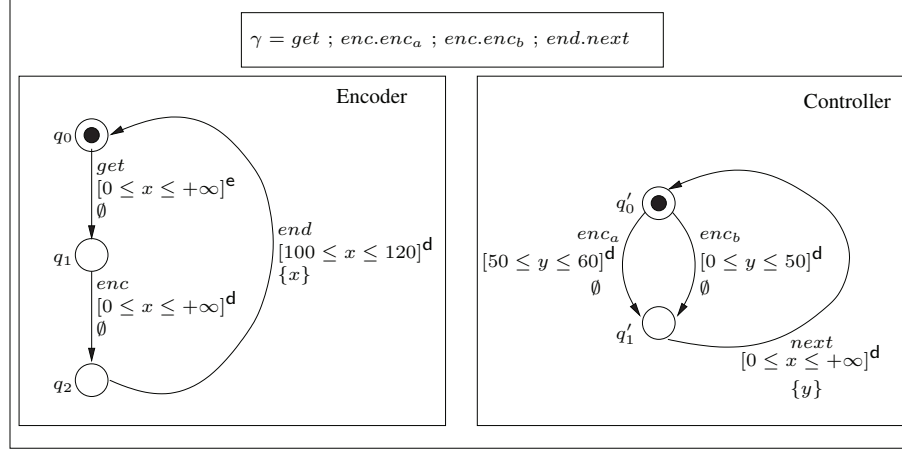 γ = get ; enc.enc_a ; enc.enc_b ; end.next
Encoder
q_0
get
[0 ≤ x ≤ +∞]^e
∅
q_1
enc
[0 ≤ x ≤ +∞]^d
∅
q_2
end
[100 ≤ x ≤ 120]^d
{x}
Controller
q'_0
enc_a
[50 ≤ y ≤ 60]^d
∅
enc_b
[0 ≤ y ≤ 50]^d
∅
q'_1
next
[0 ≤ x ≤ +∞]^d
{y}